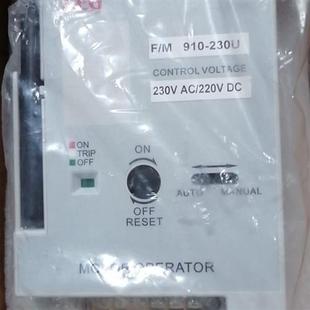 F/M 910-230U
CONTROL VOLTAGE
230V AC/220V DC
ON
TRIP
OFF
ON
OFF
RESET
AUTO MANUAL
MOTOR OPERATOR